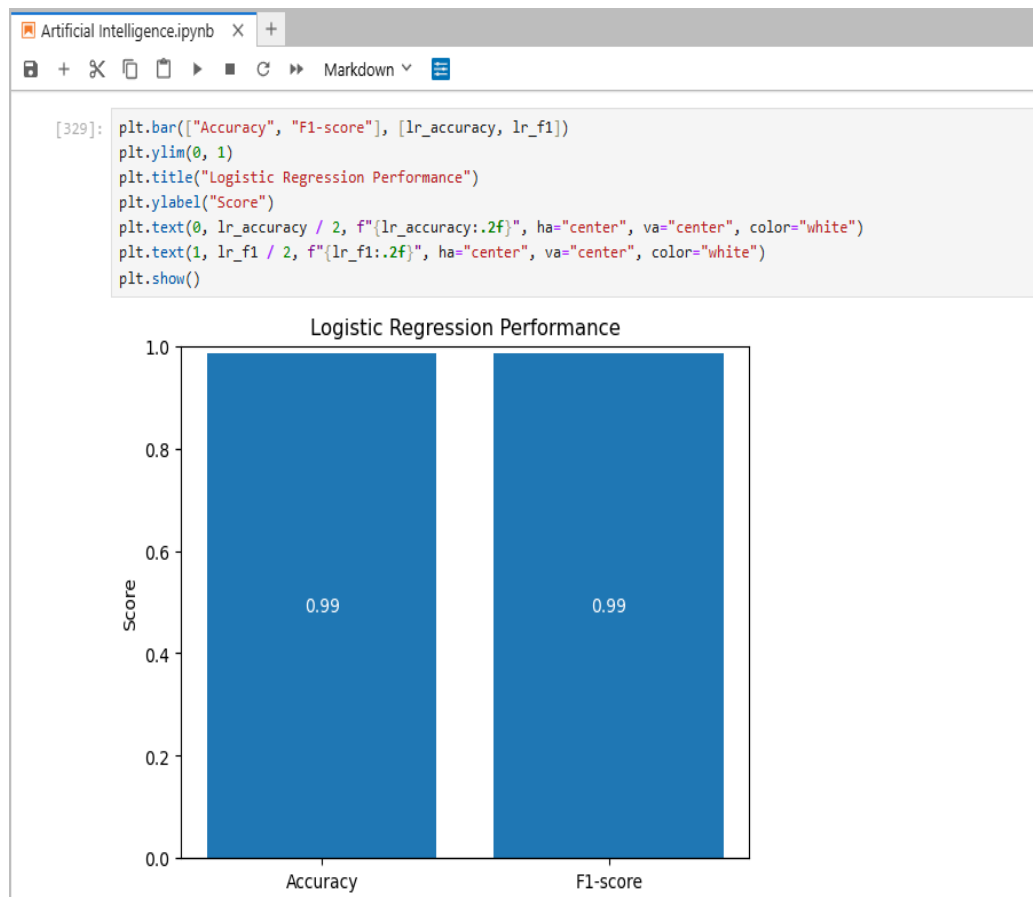 Artificial Intelligence.ipynb
Markdown
[329]: plt.bar(["Accuracy", "F1-score"], [lr_accuracy, lr_f1])
plt.ylim(0, 1)
plt.title("Logistic Regression Performance")
plt.ylabel("Score")
plt.text(0, lr_accuracy / 2, f"{lr_accuracy:.2f}", ha="center", va="center", color="white")
plt.text(1, lr_f1 / 2, f"{lr_f1:.2f}", ha="center", va="center", color="white")
plt.show()
Logistic Regression Performance
1.0
0.8
0.6
0.4
0.2
0.0
Score
0.99 0.99
Accuracy F1-score